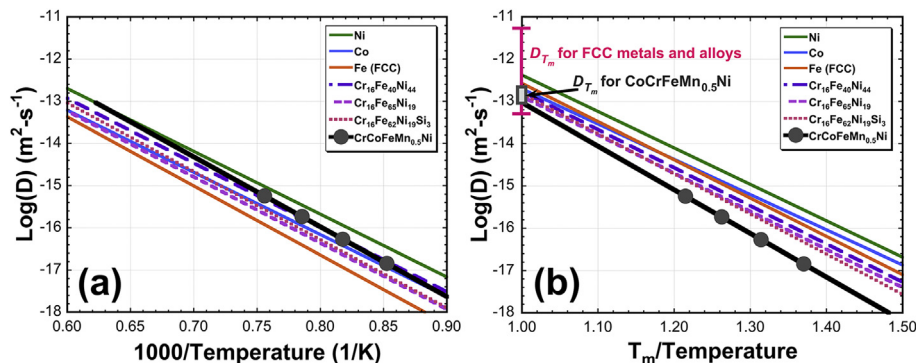 -11
-12
-13
-14
-15
-16
-17
-18
Log(D) (m²-s⁻¹)
Ni
Co
Fe (FCC)
Cr₁₆Fe₄₀Ni₄₄
Cr₁₆Fe₆₅Ni₁₉
Cr₁₆Fe₆₂Ni₁₉Si₃
CrCoFeMn₀.₅Ni
(a)
0.60 0.65 0.70 0.75 0.80 0.85 0.90
1000/Temperature (1/K)
-11
-12
-13
-14
-15
-16
-17
-18
Log(D) (m²-s⁻¹)
D_Tₘ for FCC metals and alloys
D_Tₘ for CoCrFeMn₀.₅Ni
Ni
Co
Fe (FCC)
Cr₁₆Fe₄₀Ni₄₄
Cr₁₆Fe₆₅Ni₁₉
Cr₁₆Fe₆₂Ni₁₉Si₃
CrCoFeMn₀.₅Ni
(b)
1.00 1.10 1.20 1.30 1.40 1.50
Tₘ/Temperature